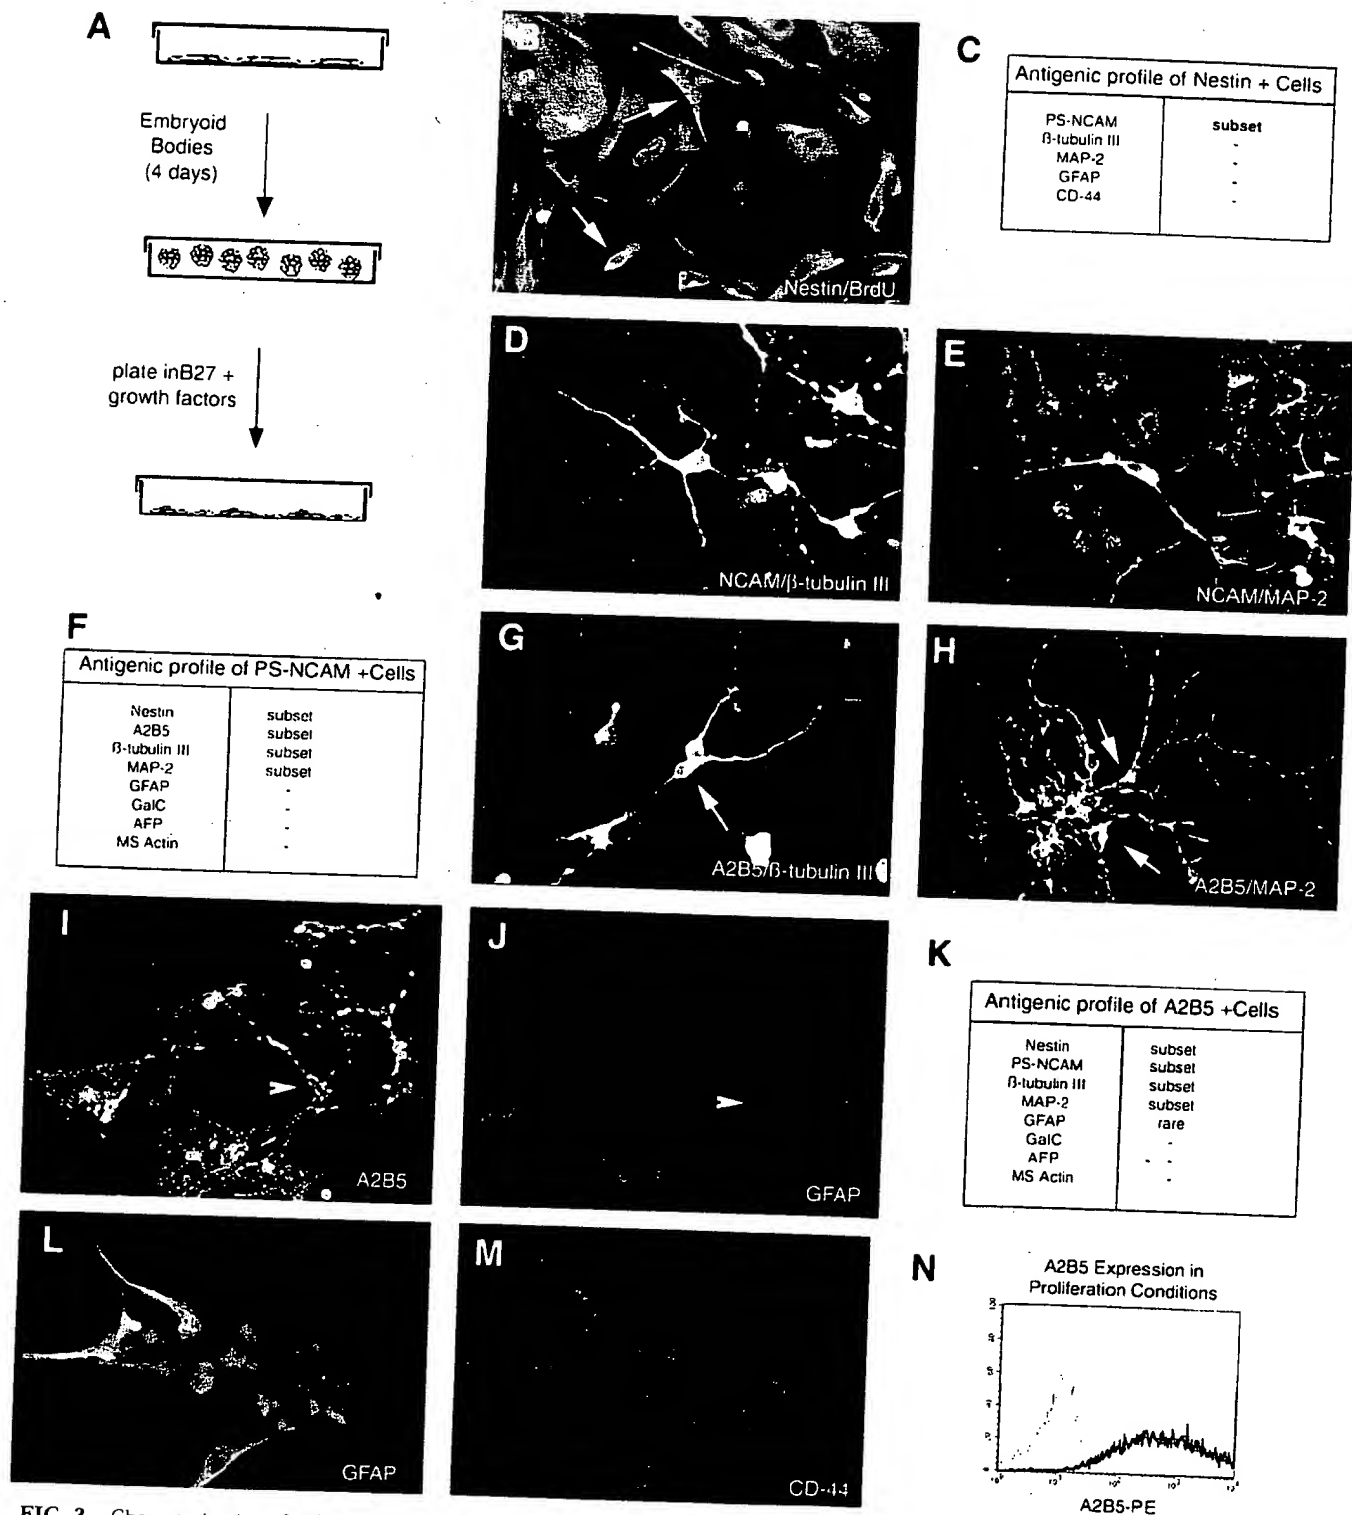 A
Embryoid
Bodies
(4 days)
plate inB27 +
growth factors
Nestin/BrdU
C
Antigenic profile of Nestin + Cells
PS-NCAM subset
ß-tubulin III -
MAP-2 -
GFAP -
CD-44 -
D
NCAM/β-tubulin III
E
NCAM/MAP-2
F
Antigenic profile of PS-NCAM +Cells
Nestin subset
A2B5 subset
ß-tubulin III subset
MAP-2 subset
GFAP -
GalC -
AFP -
MS Actin -
G
A2B5/ß-tubulin III
H
A2B5/MAP-2
I
A2B5
J
GFAP
K
Antigenic profile of A2B5 +Cells
Nestin subset
PS-NCAM subset
ß-tubulin III subset
MAP-2 subset
GFAP rare
GalC -
AFP - -
MS Actin -
L
GFAP
M
CD-44
N
A2B5 Expression in
Proliferation Conditions
A2B5-PE
FIG. 2.